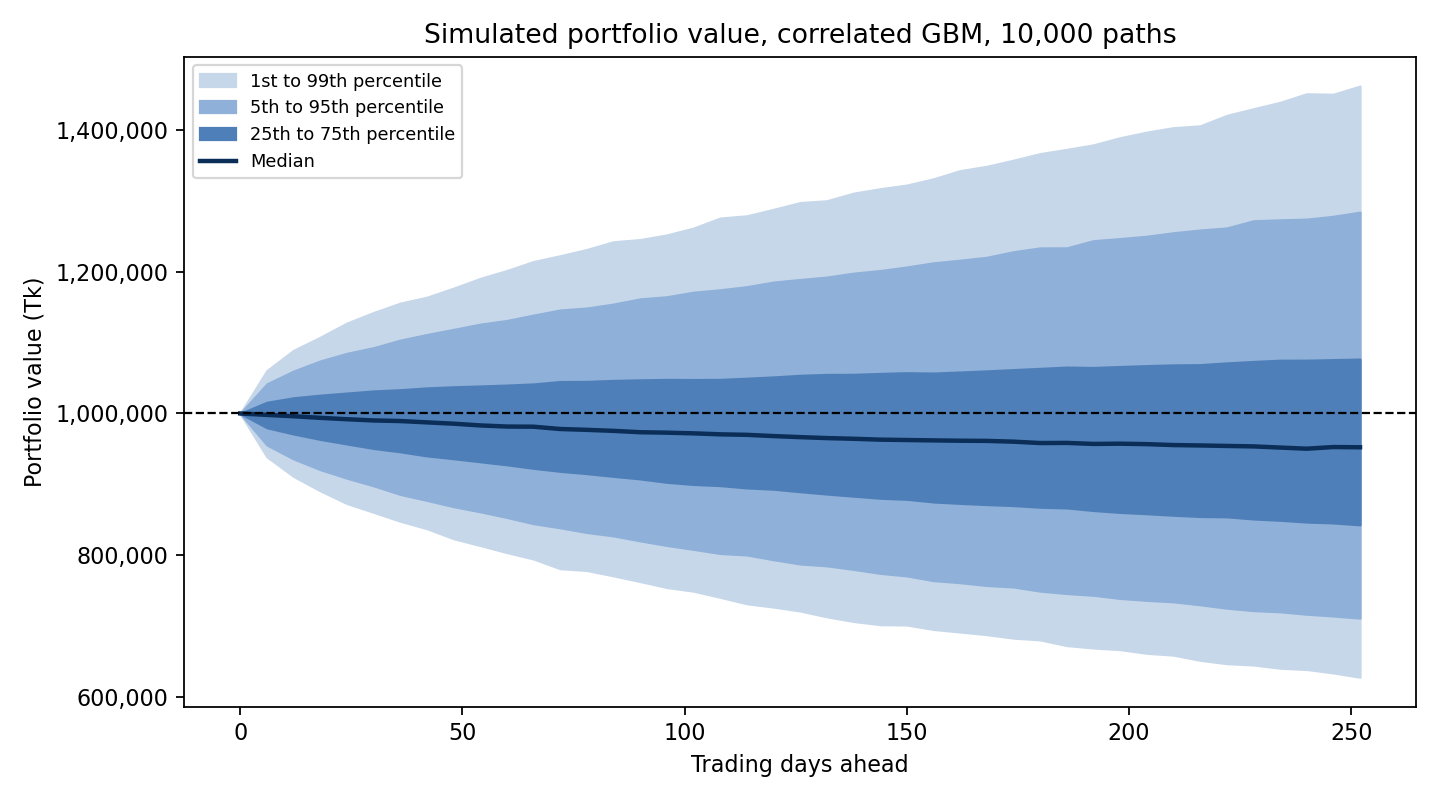 Simulated portfolio value, correlated GBM, 10,000 paths
1st to 99th percentile
5th to 95th percentile
25th to 75th percentile
Median
Portfolio value (Tk)
1,400,000
1,200,000
1,000,000
800,000
600,000
0 50 100 150 200 250
Trading days ahead